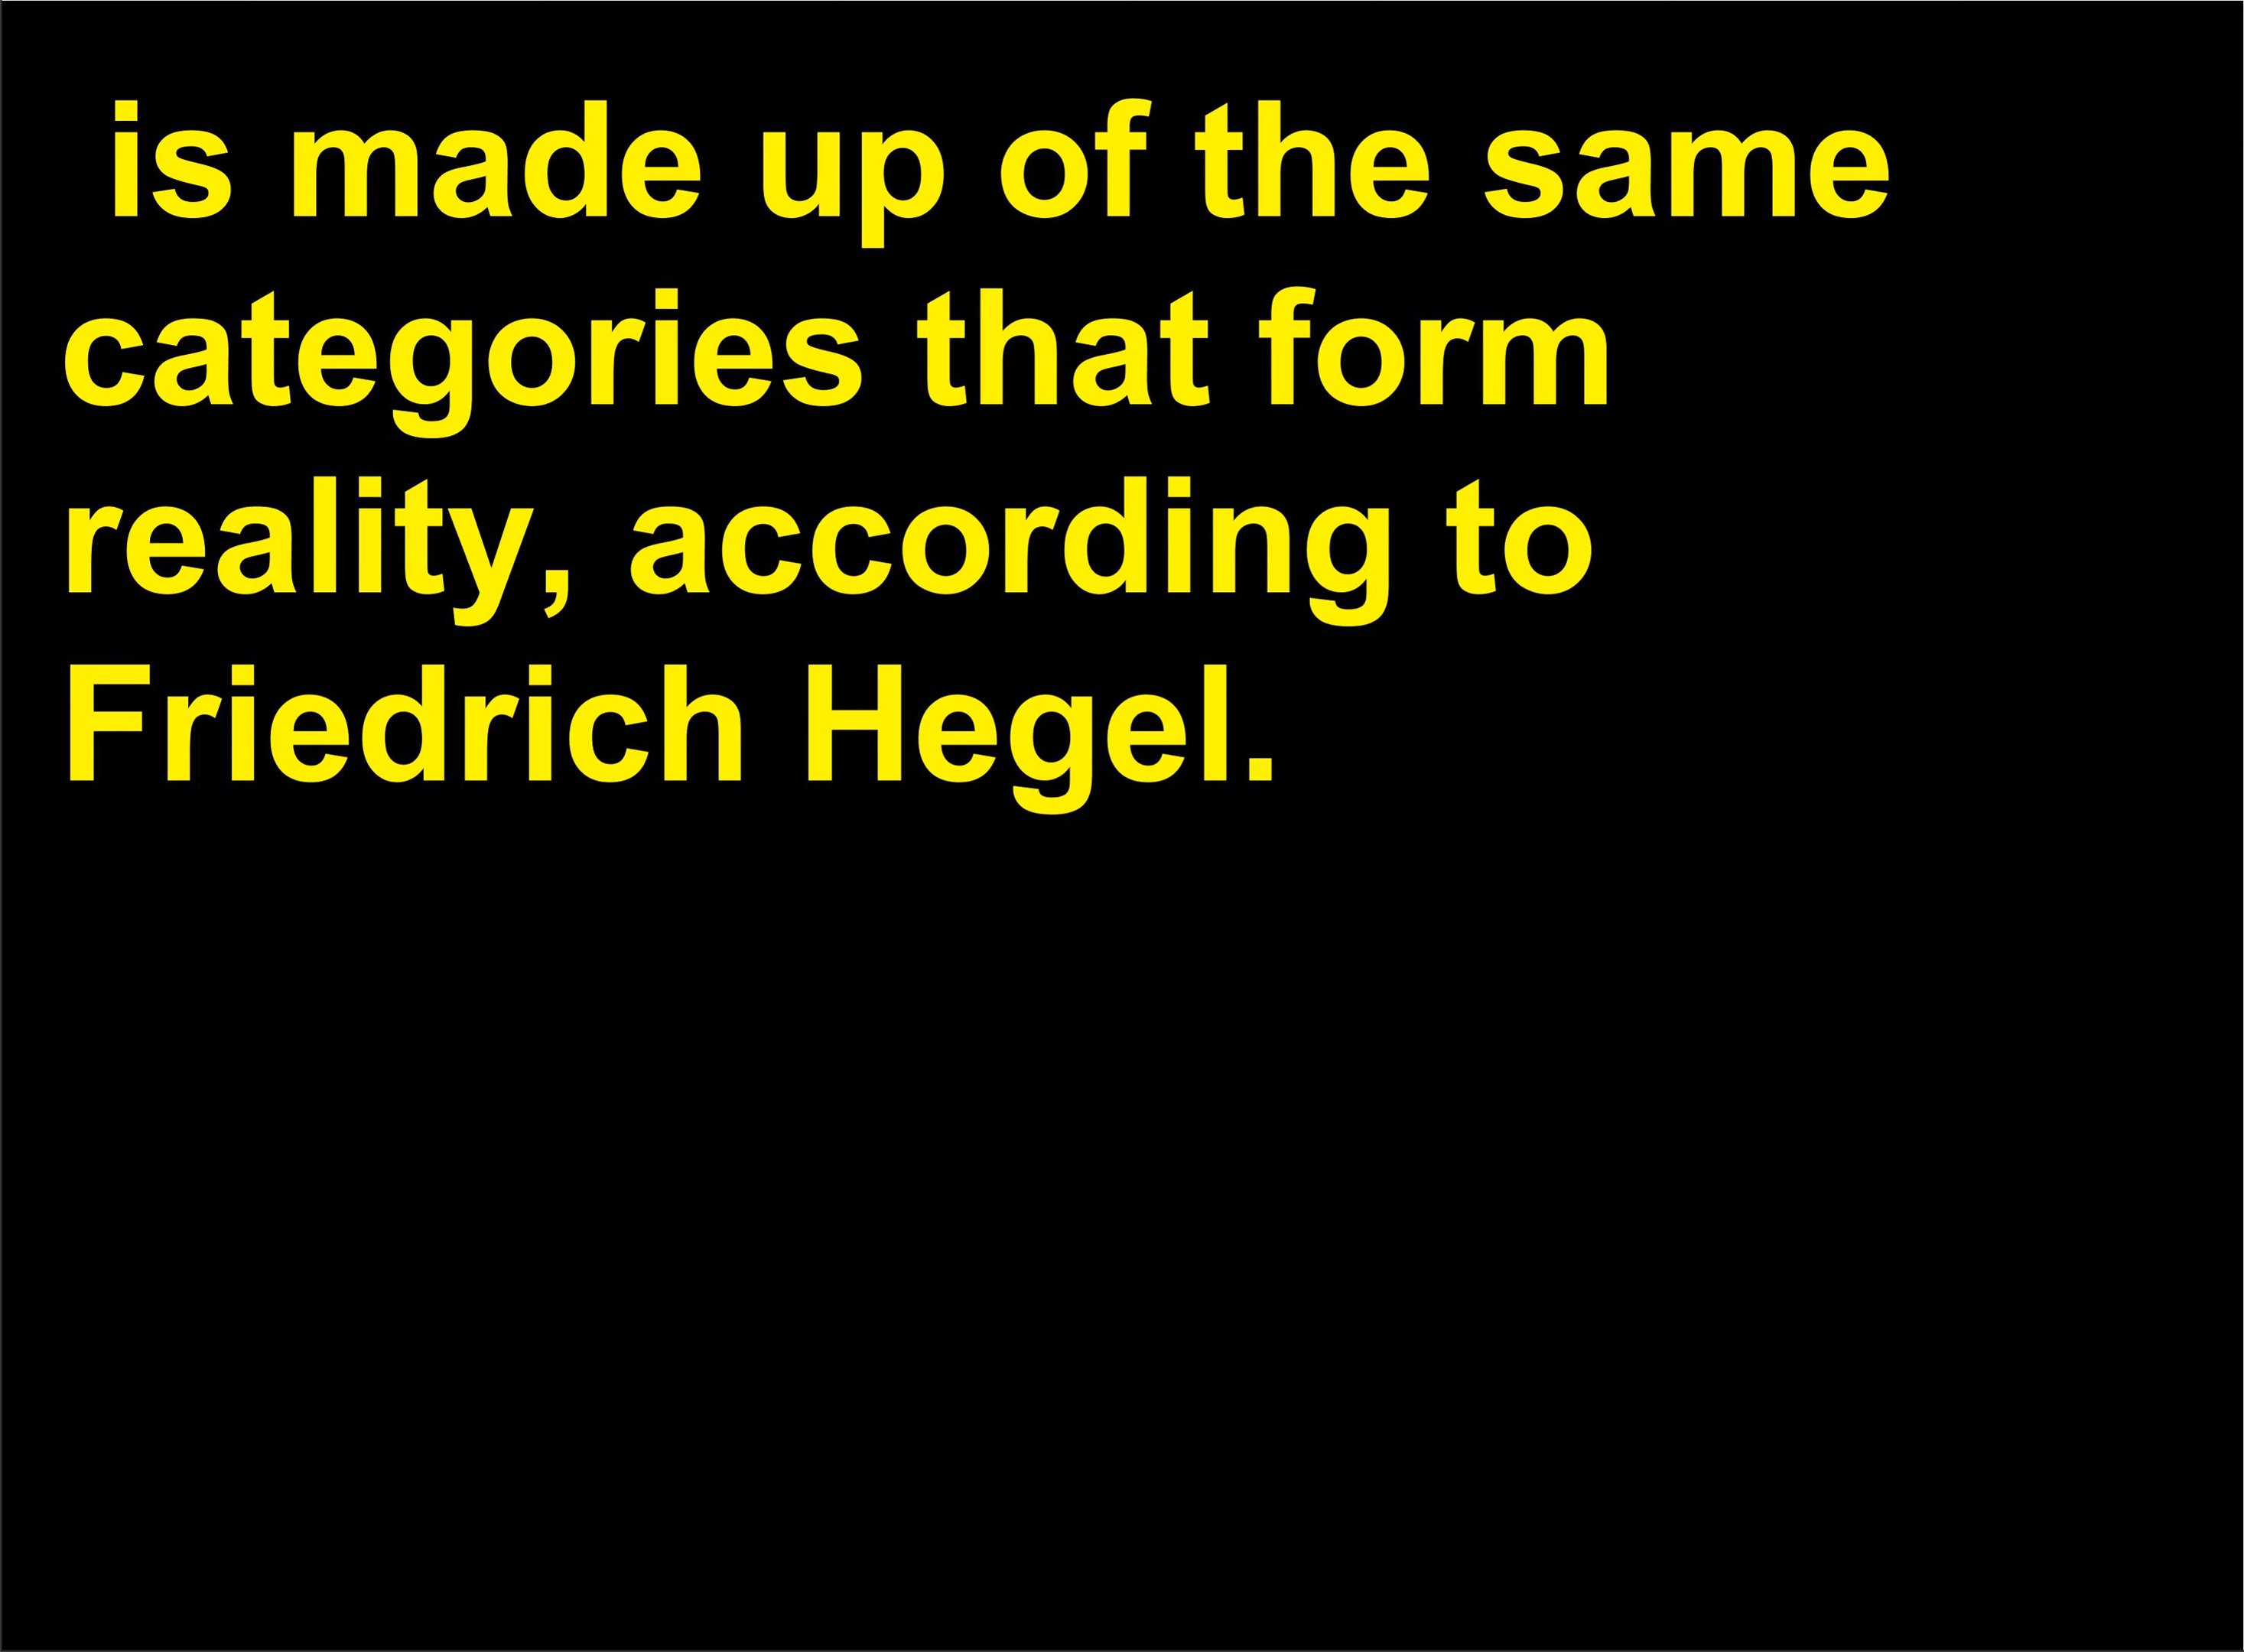 is made up of the same
categories that form
reality, according to
Friedrich Hegel.